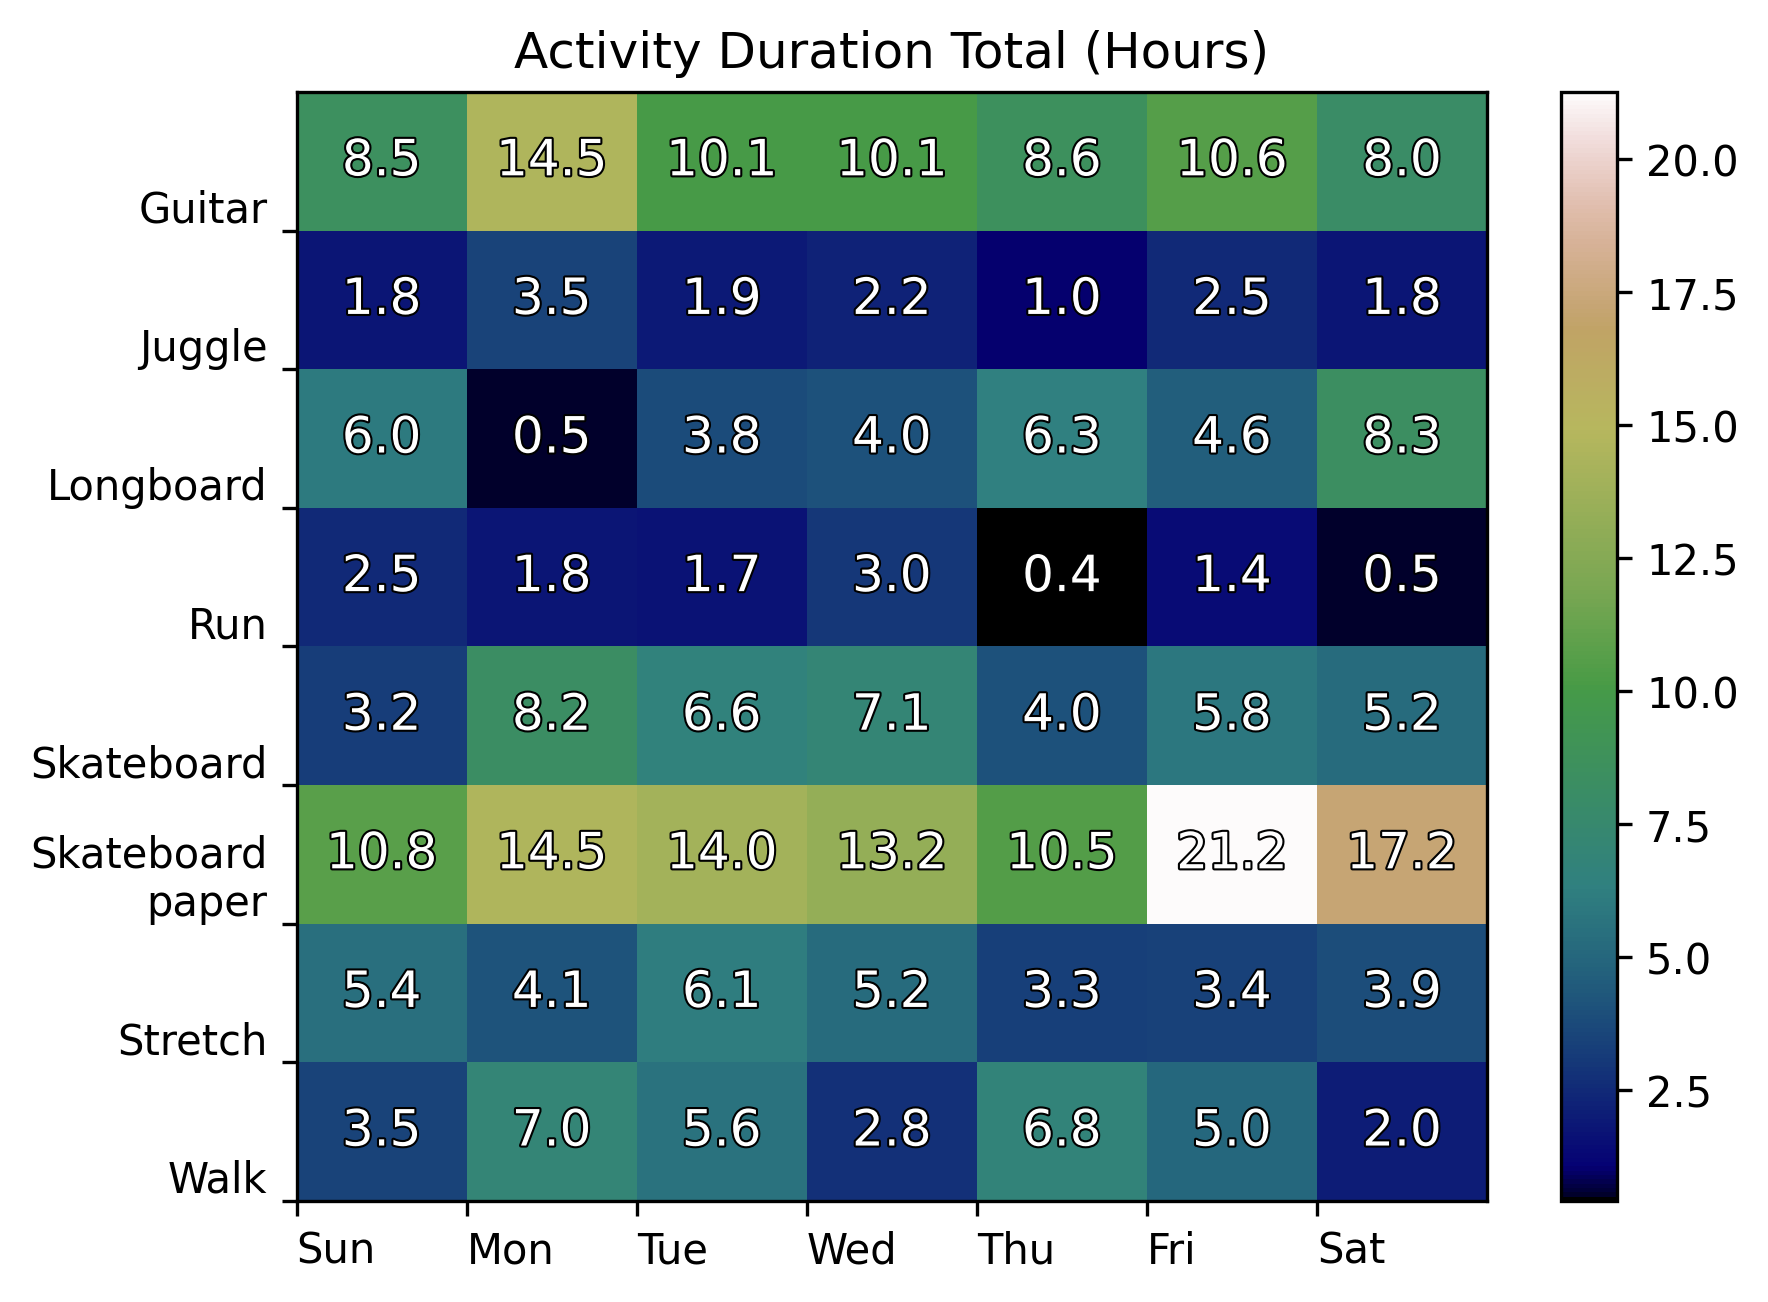 Activity Duration Total (Hours)
Guitar 8.5 14.5 10.1 10.1 8.6 10.6 8.0
Juggle 1.8 3.5 1.9 2.2 1.0 2.5 1.8
Longboard 6.0 0.5 3.8 4.0 6.3 4.6 8.3
Run 2.5 1.8 1.7 3.0 0.4 1.4 0.5
Skateboard 3.2 8.2 6.6 7.1 4.0 5.8 5.2
Skateboard
paper 10.8 14.5 14.0 13.2 10.5 21.2 17.2
Stretch 5.4 4.1 6.1 5.2 3.3 3.4 3.9
Walk 3.5 7.0 5.6 2.8 6.8 5.0 2.0
Sun Mon Tue Wed Thu Fri Sat
20.0
17.5
15.0
12.5
10.0
7.5
5.0
2.5